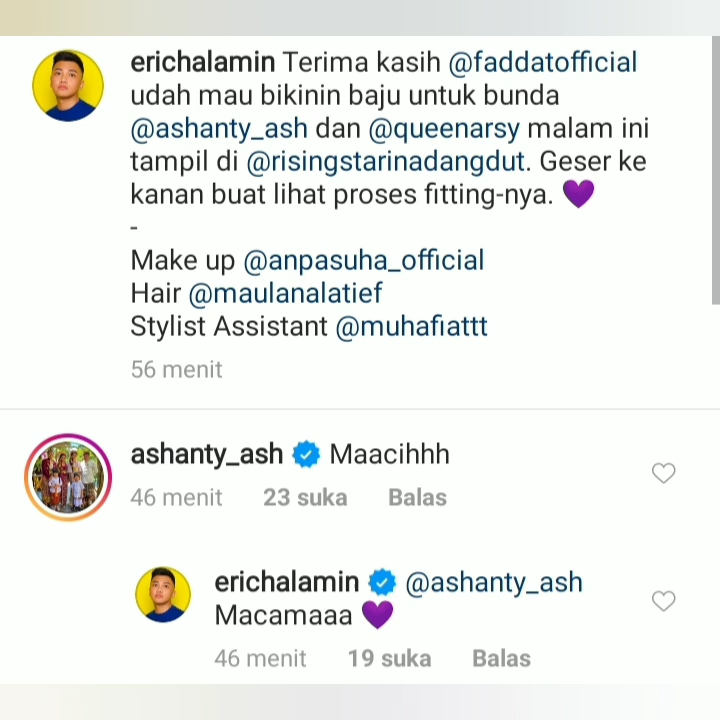 erichalamin Terima kasih @faddatofficial
udah mau bikinin baju untuk bunda
@ashanty_ash dan @queenarsy malam ini
tampil di @risingstarinadangdut. Geser ke
kanan buat lihat proses fitting-nya. 💜
-
Make up @anpasuha_official
Hair @maulanalatief
Stylist Assistant @muhafiattt
56 menit
ashanty_ash Maacihhh
46 menit 23 suka Balas
erichalamin @ashanty_ash
Macamaaa 💜
46 menit 19 suka Balas